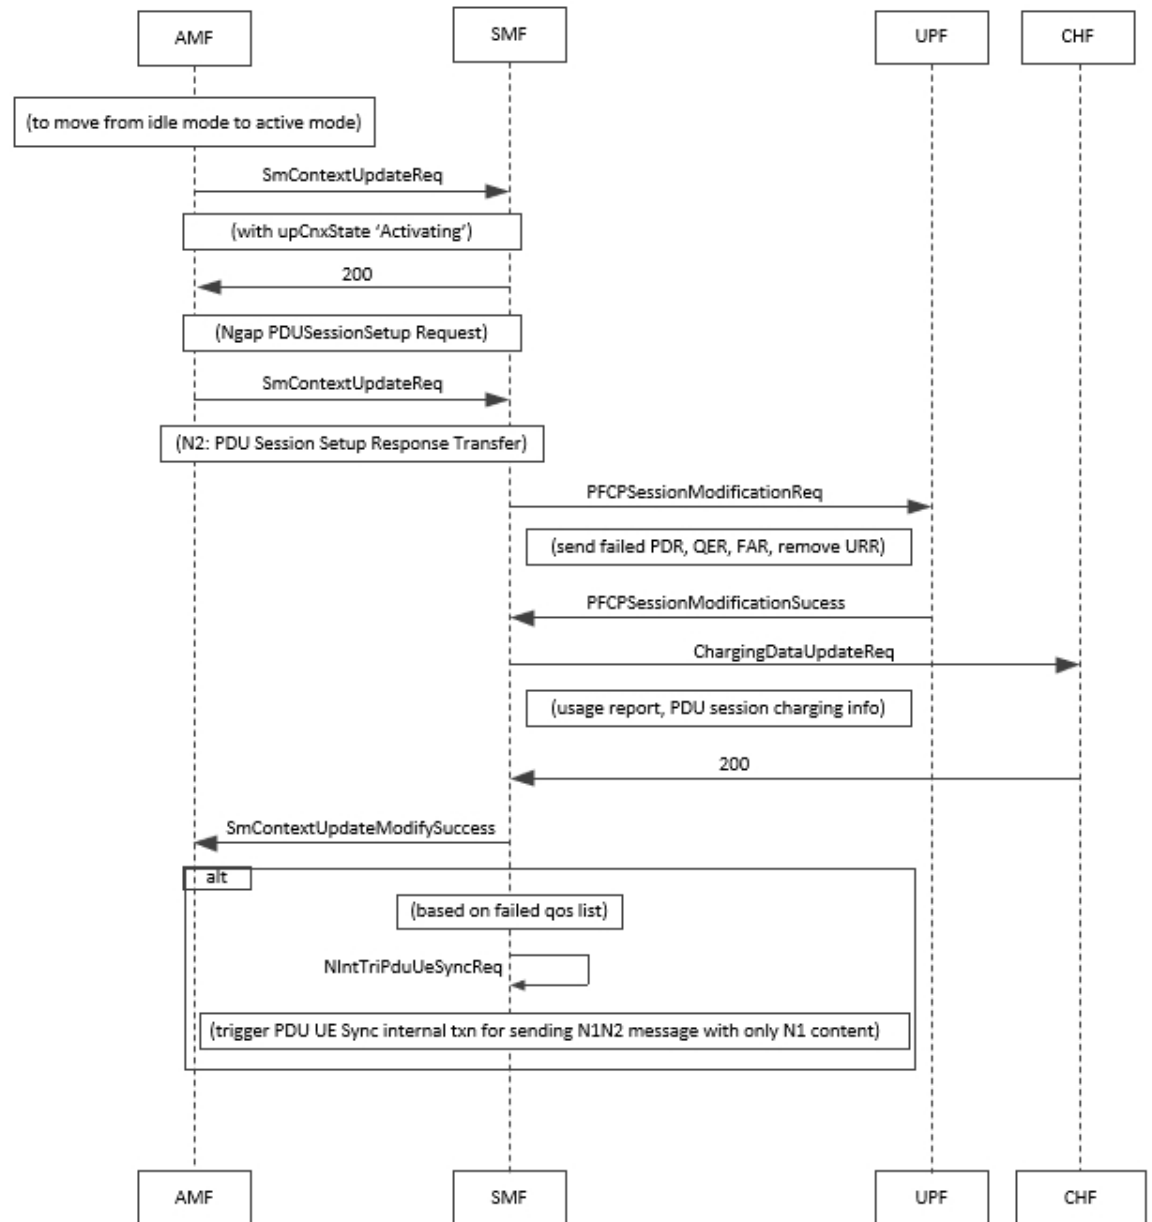 AMF
SMF
UPF
CHF
(to move from idle mode to active mode)
SmContextUpdateReq
(with upCnxState ‘Activating’)
200
(Ngap PDUSessionSetup Request)
SmContextUpdateReq
(N2: PDU Session Setup Response Transfer)
PFCPSessionModificationReq
(send failed PDR, QER, FAR, remove URR)
PFCPSessionModificationSucess
ChargingDataUpdateReq
(usage report, PDU session charging info)
200
SmContextUpdateModifySuccess
alt
(based on failed qos list)
NIntTriPduUeSyncReq
(trigger PDU UE Sync internal txn for sending N1N2 message with only N1 content)
AMF
SMF
UPF
CHF